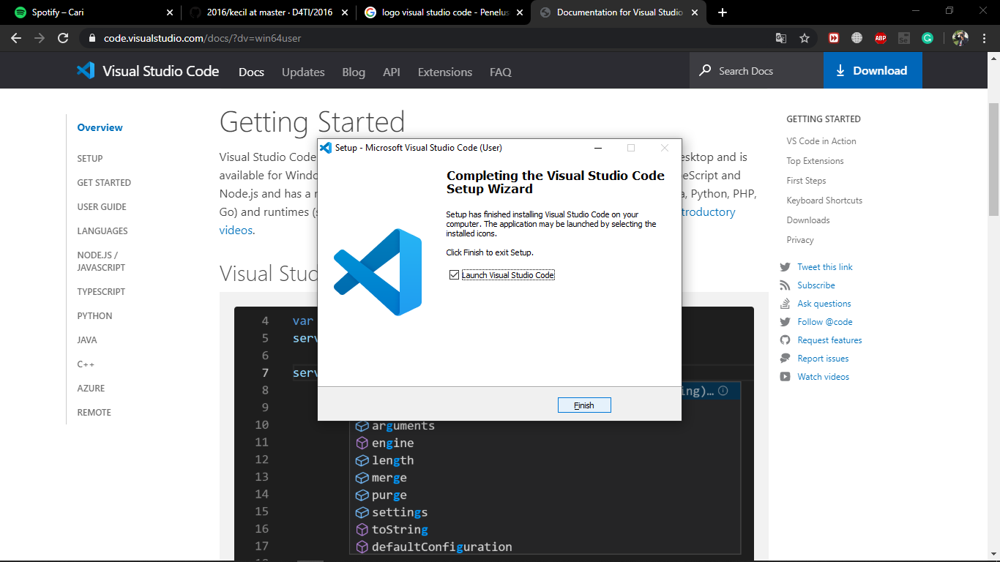 Spotify – Cari
2016/kecil at master · D4TI/2016
logo visual studio code - Penelus
Documentation for Visual Studio
code.visualstudio.com/docs/?dv=win64user
ABP
Visual Studio Code
Docs
Updates
Blog
API
Extensions
FAQ
Search Docs
Download
Overview
SETUP
GET STARTED
USER GUIDE
LANGUAGES
NODE.JS /
JAVASCRIPT
TYPESCRIPT
PYTHON
JAVA
C++
AZURE
REMOTE
Getting Started
Visual Studio Code
esktop and is
available for Windo
eScript and
Node.js and has a
, Python, PHP,
Go) and runtimes (s
troductory
videos.
Visual Stu
Setup - Microsoft Visual Studio Code (User)
Completing the Visual Studio Code
Setup Wizard
Setup has finished installing Visual Studio Code on your
computer. The application may be launched by selecting the
installed icons.
Click Finish to exit Setup.
Launch Visual Studio Code
Finish
4 var
5 serv
6
7 serv
8 ing)...
9
10 arguments
11 engine
12 length
13 merge
14 purge
15 settings
16 toString
17 defaultConfiguration
GETTING STARTED
VS Code in Action
Top Extensions
First Steps
Keyboard Shortcuts
Downloads
Privacy
Tweet this link
Subscribe
Ask questions
Follow @code
Request features
Report issues
Watch videos